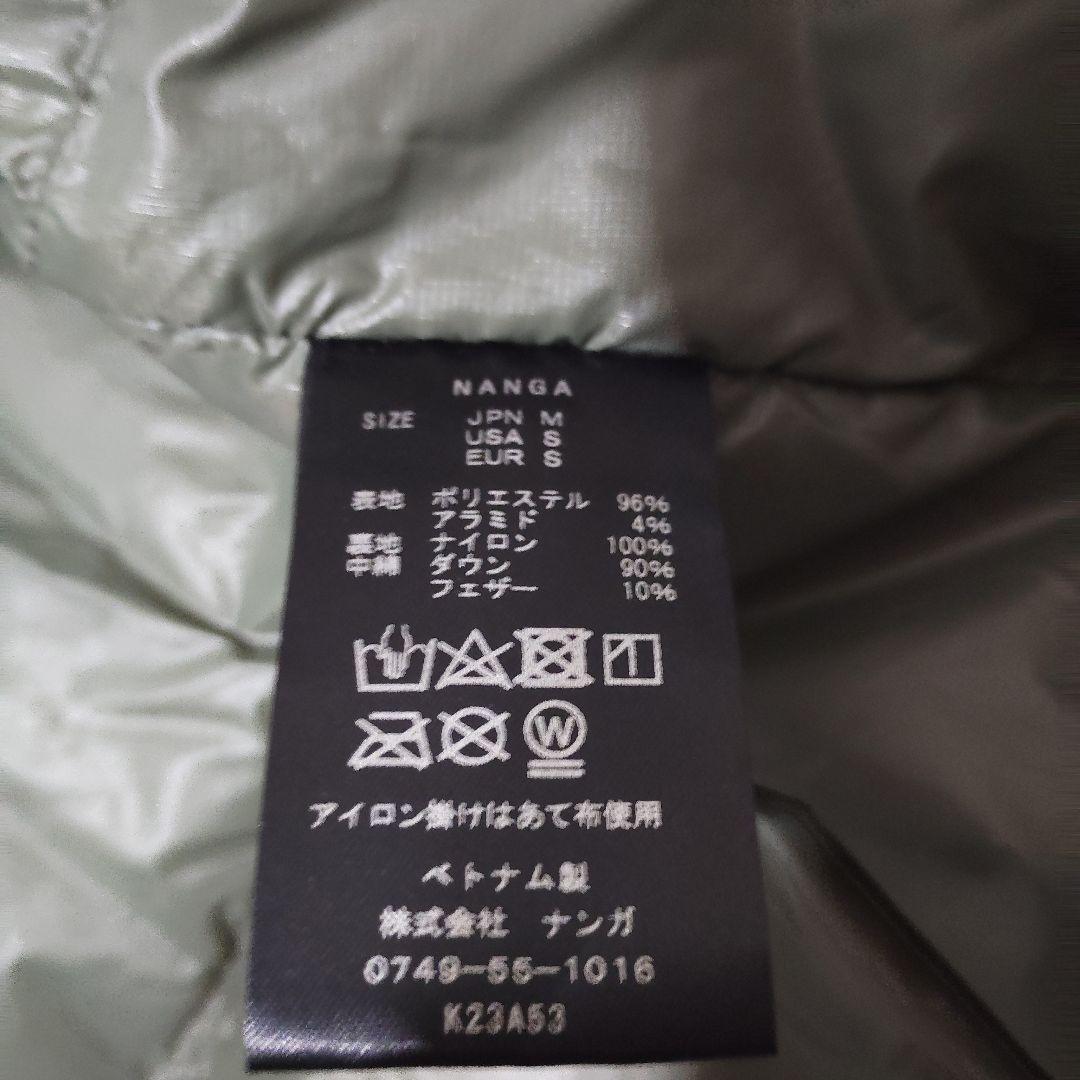 NANGA
SIZE JPN M
USA S
EUR S
表地 ポリエステル 96%
アラミド 4%
裏地 ナイロン 100%
中綿 ダウン 90%
フェザー 10%
W
アイロン掛けはあて布使用
ベトナム製
株式会社 ナンガ
0749-55-1016
K23A53